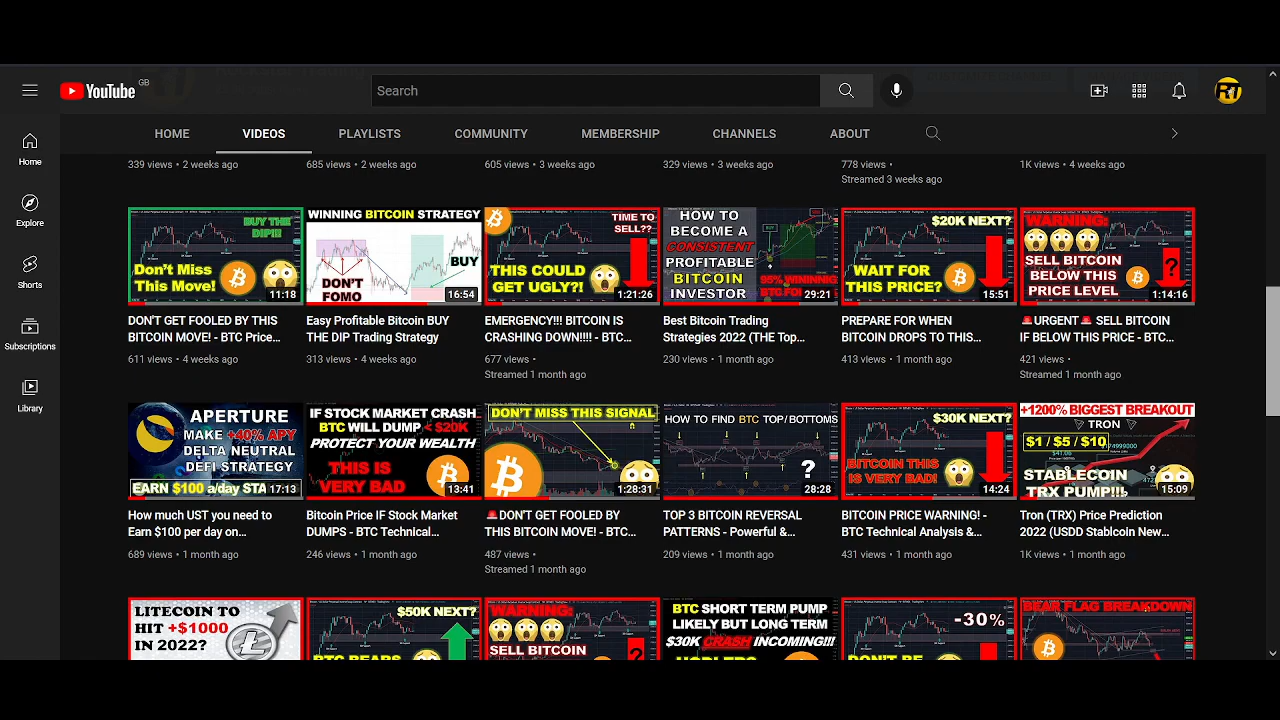 YouTube GB
Search
RT
HOME VIDEOS PLAYLISTS COMMUNITY MEMBERSHIP CHANNELS ABOUT
Home
Explore
Shorts
Subscriptions
Library
339 views • 2 weeks ago
685 views • 2 weeks ago
605 views • 3 weeks ago
329 views • 3 weeks ago
778 views •
Streamed 3 weeks ago
1K views • 4 weeks ago
BUY THE
DIP!!
Don't Miss
This Move!
11:18
DON'T GET FOOLED BY THIS
BITCOIN MOVE! - BTC Price...
611 views • 4 weeks ago
WINNING BITCOIN STRATEGY
BUY
DON'T
FOMO
16:54
Easy Profitable Bitcoin BUY
THE DIP Trading Strategy
313 views • 4 weeks ago
TIME TO
SELL??
THIS COULD
GET UGLY?!
1:21:26
EMERGENCY!!! BITCOIN IS
CRASHING DOWN!!!! - BTC...
677 views •
Streamed 1 month ago
HOW TO
BECOME A
CONSISTENT
PROFITABLE
BITCOIN
INVESTOR
29:21
Best Bitcoin Trading
Strategies 2022 (THE Top...
230 views • 1 month ago
$20K NEXT?
WAIT FOR
THIS PRICE?
15:51
PREPARE FOR WHEN
BITCOIN DROPS TO THIS...
413 views • 1 month ago
WARNING:
SELL BITCOIN
BELOW THIS
PRICE LEVEL
?
1:14:16
🚨URGENT🚨 SELL BITCOIN
IF BELOW THIS PRICE - BTC...
421 views •
Streamed 1 month ago
APERTURE
MAKE +40% APY
DELTA NEUTRAL
DEFI STRATEGY
EARN $100 a/day STA
17:13
How much UST you need to
Earn $100 per day on...
689 views • 1 month ago
IF STOCK MARKET CRASH
BTC WILL DUMP < $20K
PROTECT YOUR WEALTH
THIS IS
VERY BAD
13:41
Bitcoin Price IF Stock Market
DUMPS - BTC Technical...
246 views • 1 month ago
DON'T MISS THIS SIGNAL
1:28:31
🚨DON'T GET FOOLED BY
THIS BITCOIN MOVE! - BTC...
487 views •
Streamed 1 month ago
HOW TO FIND BTC TOP/BOTTOMS
?
28:28
TOP 3 BITCOIN REVERSAL
PATTERNS - Powerful &...
209 views • 1 month ago
$30K NEXT?
BITCOIN THIS
IS VERY BAD!
14:24
BITCOIN PRICE WARNING! -
BTC Technical Analysis &...
431 views • 1 month ago
+1200% BIGGEST BREAKOUT
TRON
$1 / $5 / $10
STABLECOIN
TRX PUMP!!!
15:09
Tron (TRX) Price Prediction
2022 (USDD Stablcoin New...
1K views • 1 month ago
LITECOIN TO
HIT +$1000
IN 2022?
$50K NEXT?
BTC BEARS
WARNING:
SELL BITCOIN
?
BTC SHORT TERM PUMP
LIKELY BUT LONG TERM
$30K CRASH INCOMING!!!
HODLERS
-30%
DON'T BE
BEAR FLAG BREAKDOWN